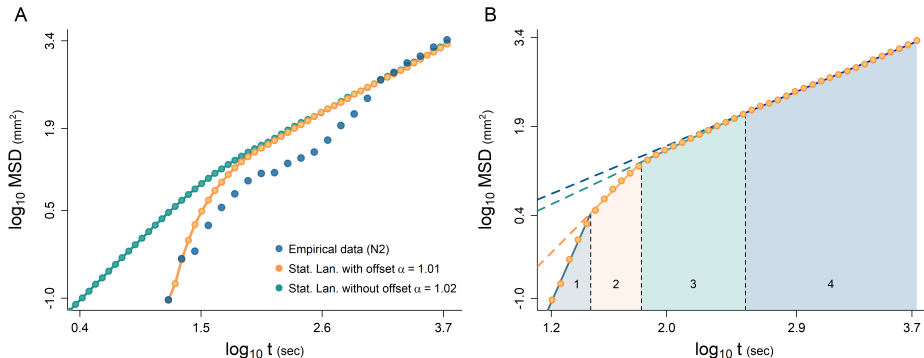 A
log10 MSD (mm2)
3.4
1.9
0.5
-1.0
0.4 1.5 2.6 3.7
log10 t (sec)
Empirical data (N2)
Stat. Lan. with offset α = 1.01
Stat. Lan. without offset α = 1.02
B
log10 MSD (mm2)
3.4
1.9
0.4
-1.0
1 2 3 4
1.2 2.0 2.9 3.7
log10 t (sec)